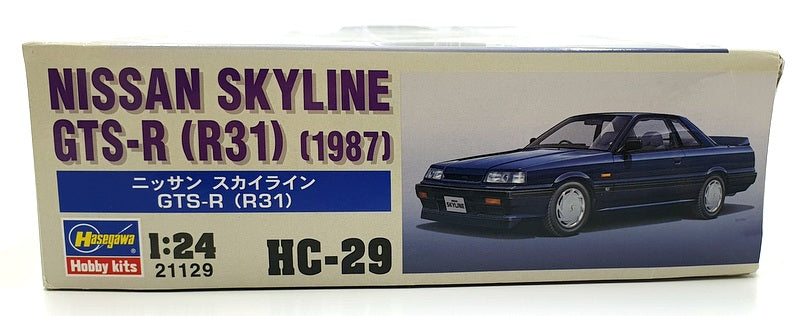 NISSAN SKYLINE
GTS-R (R31) (1987)
ニッサン スカイライン
GTS-R (R31)
Hasegawa
Hobby kits
1:24
21129
HC-29
SKYLINE